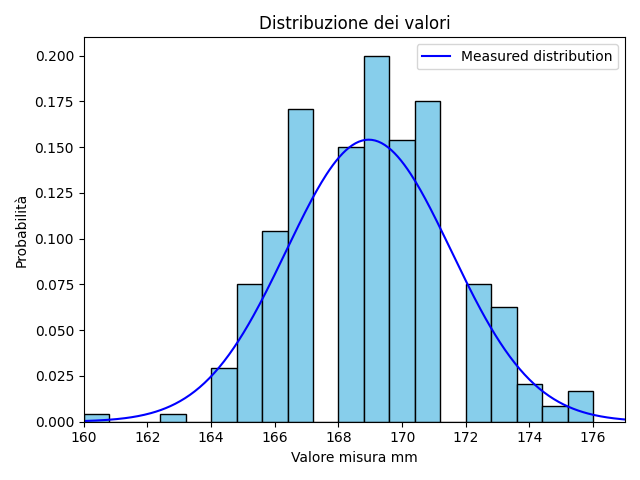 Distribuzione dei valori
Measured distribution
0.200
0.175
0.150
0.125
0.100
0.075
0.050
0.025
0.000
Probabilità
160 162 164 166 168 170 172 174 176
Valore misura mm